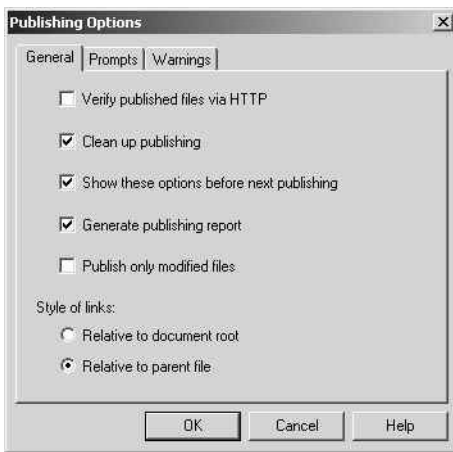 Publishing Options
General Prompts Warnings
Verify published files via HTTP
Clean up publishing
Show these options before next publishing
Generate publishing report
Publish only modified files
Style of links:
Relative to document root
Relative to parent file
OK Cancel Help